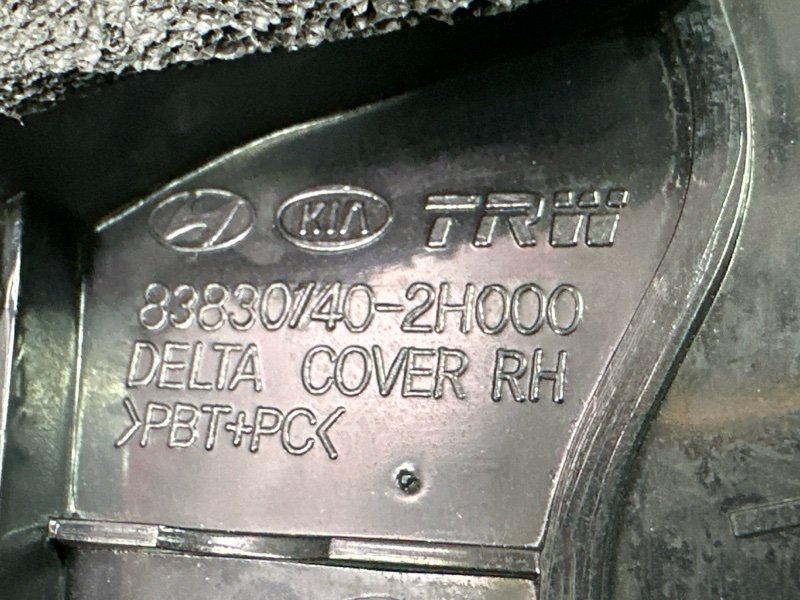 KIA TRW
83830/40-2H000
DELTA COVER RH
>PBT+PC<